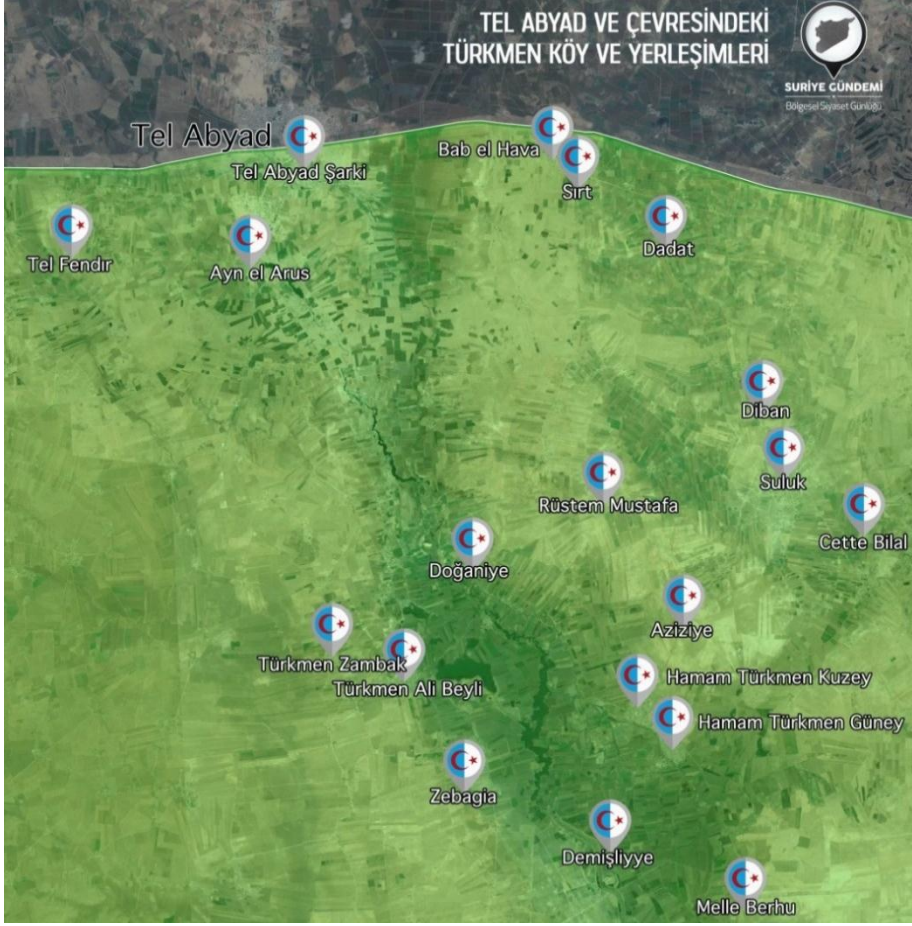 TEL ABYAD VE ÇEVRESİNDEKİ
TÜRKMEN KÖY VE YERLEŞİMLERİ
SURİYE GÜNDEMİ
Bölgesel Siyaset Günlüğü
Tel Abyad
Tel Abyad Şarki
Bab el Hava
Sırt
Tel Fendır
Ayn el Arus
Dadat
Diban
Suluk
Rüstem Mustafa
Cette Bilal
Doğaniye
Aziziye
Türkmen Zambak
Türkmen Ali Beyli
Hamam Türkmen Kuzey
Hamam Türkmen Güney
Zebagia
Demişliyye
Melle Berhu